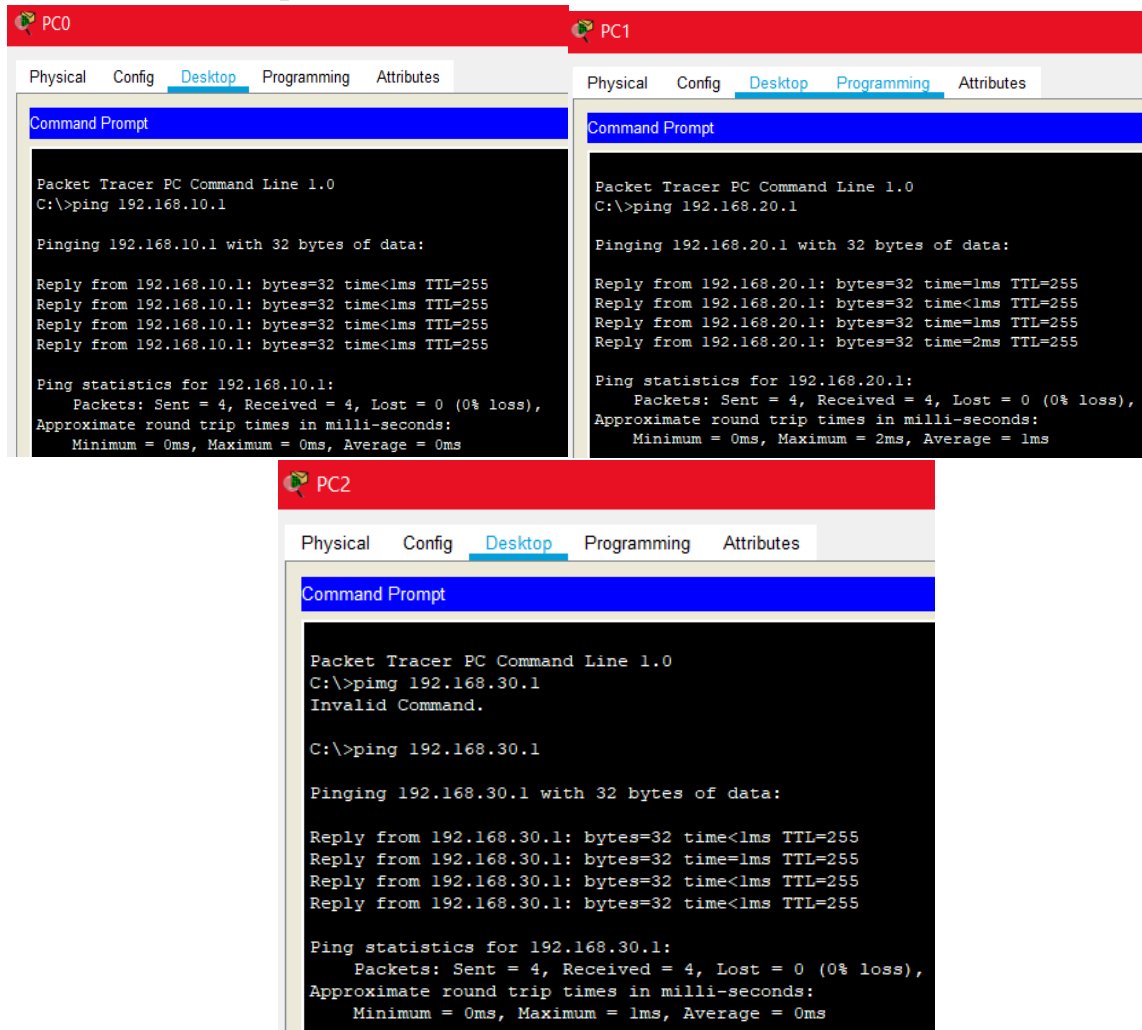 PC0
Physical Config Desktop Programming Attributes
Command Prompt
Packet Tracer PC Command Line 1.0
C:\>ping 192.168.10.1
Pinging 192.168.10.1 with 32 bytes of data:
Reply from 192.168.10.1: bytes=32 time<1ms TTL=255
Reply from 192.168.10.1: bytes=32 time<1ms TTL=255
Reply from 192.168.10.1: bytes=32 time<1ms TTL=255
Reply from 192.168.10.1: bytes=32 time<1ms TTL=255
Ping statistics for 192.168.10.1:
Packets: Sent = 4, Received = 4, Lost = 0 (0% loss),
Approximate round trip times in milli-seconds:
Minimum = 0ms, Maximum = 0ms, Average = 0ms
PC1
Physical Config Desktop Programming Attributes
Command Prompt
Packet Tracer PC Command Line 1.0
C:\>ping 192.168.20.1
Pinging 192.168.20.1 with 32 bytes of data:
Reply from 192.168.20.1: bytes=32 time=1ms TTL=255
Reply from 192.168.20.1: bytes=32 time<1ms TTL=255
Reply from 192.168.20.1: bytes=32 time=1ms TTL=255
Reply from 192.168.20.1: bytes=32 time=2ms TTL=255
Ping statistics for 192.168.20.1:
Packets: Sent = 4, Received = 4, Lost = 0 (0% loss),
Approximate round trip times in milli-seconds:
Minimum = 0ms, Maximum = 2ms, Average = 1ms
PC2
Physical Config Desktop Programming Attributes
Command Prompt
Packet Tracer PC Command Line 1.0
C:\>pimg 192.168.30.1
Invalid Command.
C:\>ping 192.168.30.1
Pinging 192.168.30.1 with 32 bytes of data:
Reply from 192.168.30.1: bytes=32 time<1ms TTL=255
Reply from 192.168.30.1: bytes=32 time=1ms TTL=255
Reply from 192.168.30.1: bytes=32 time<1ms TTL=255
Reply from 192.168.30.1: bytes=32 time<1ms TTL=255
Ping statistics for 192.168.30.1:
Packets: Sent = 4, Received = 4, Lost = 0 (0% loss),
Approximate round trip times in milli-seconds:
Minimum = 0ms, Maximum = 1ms, Average = 0ms